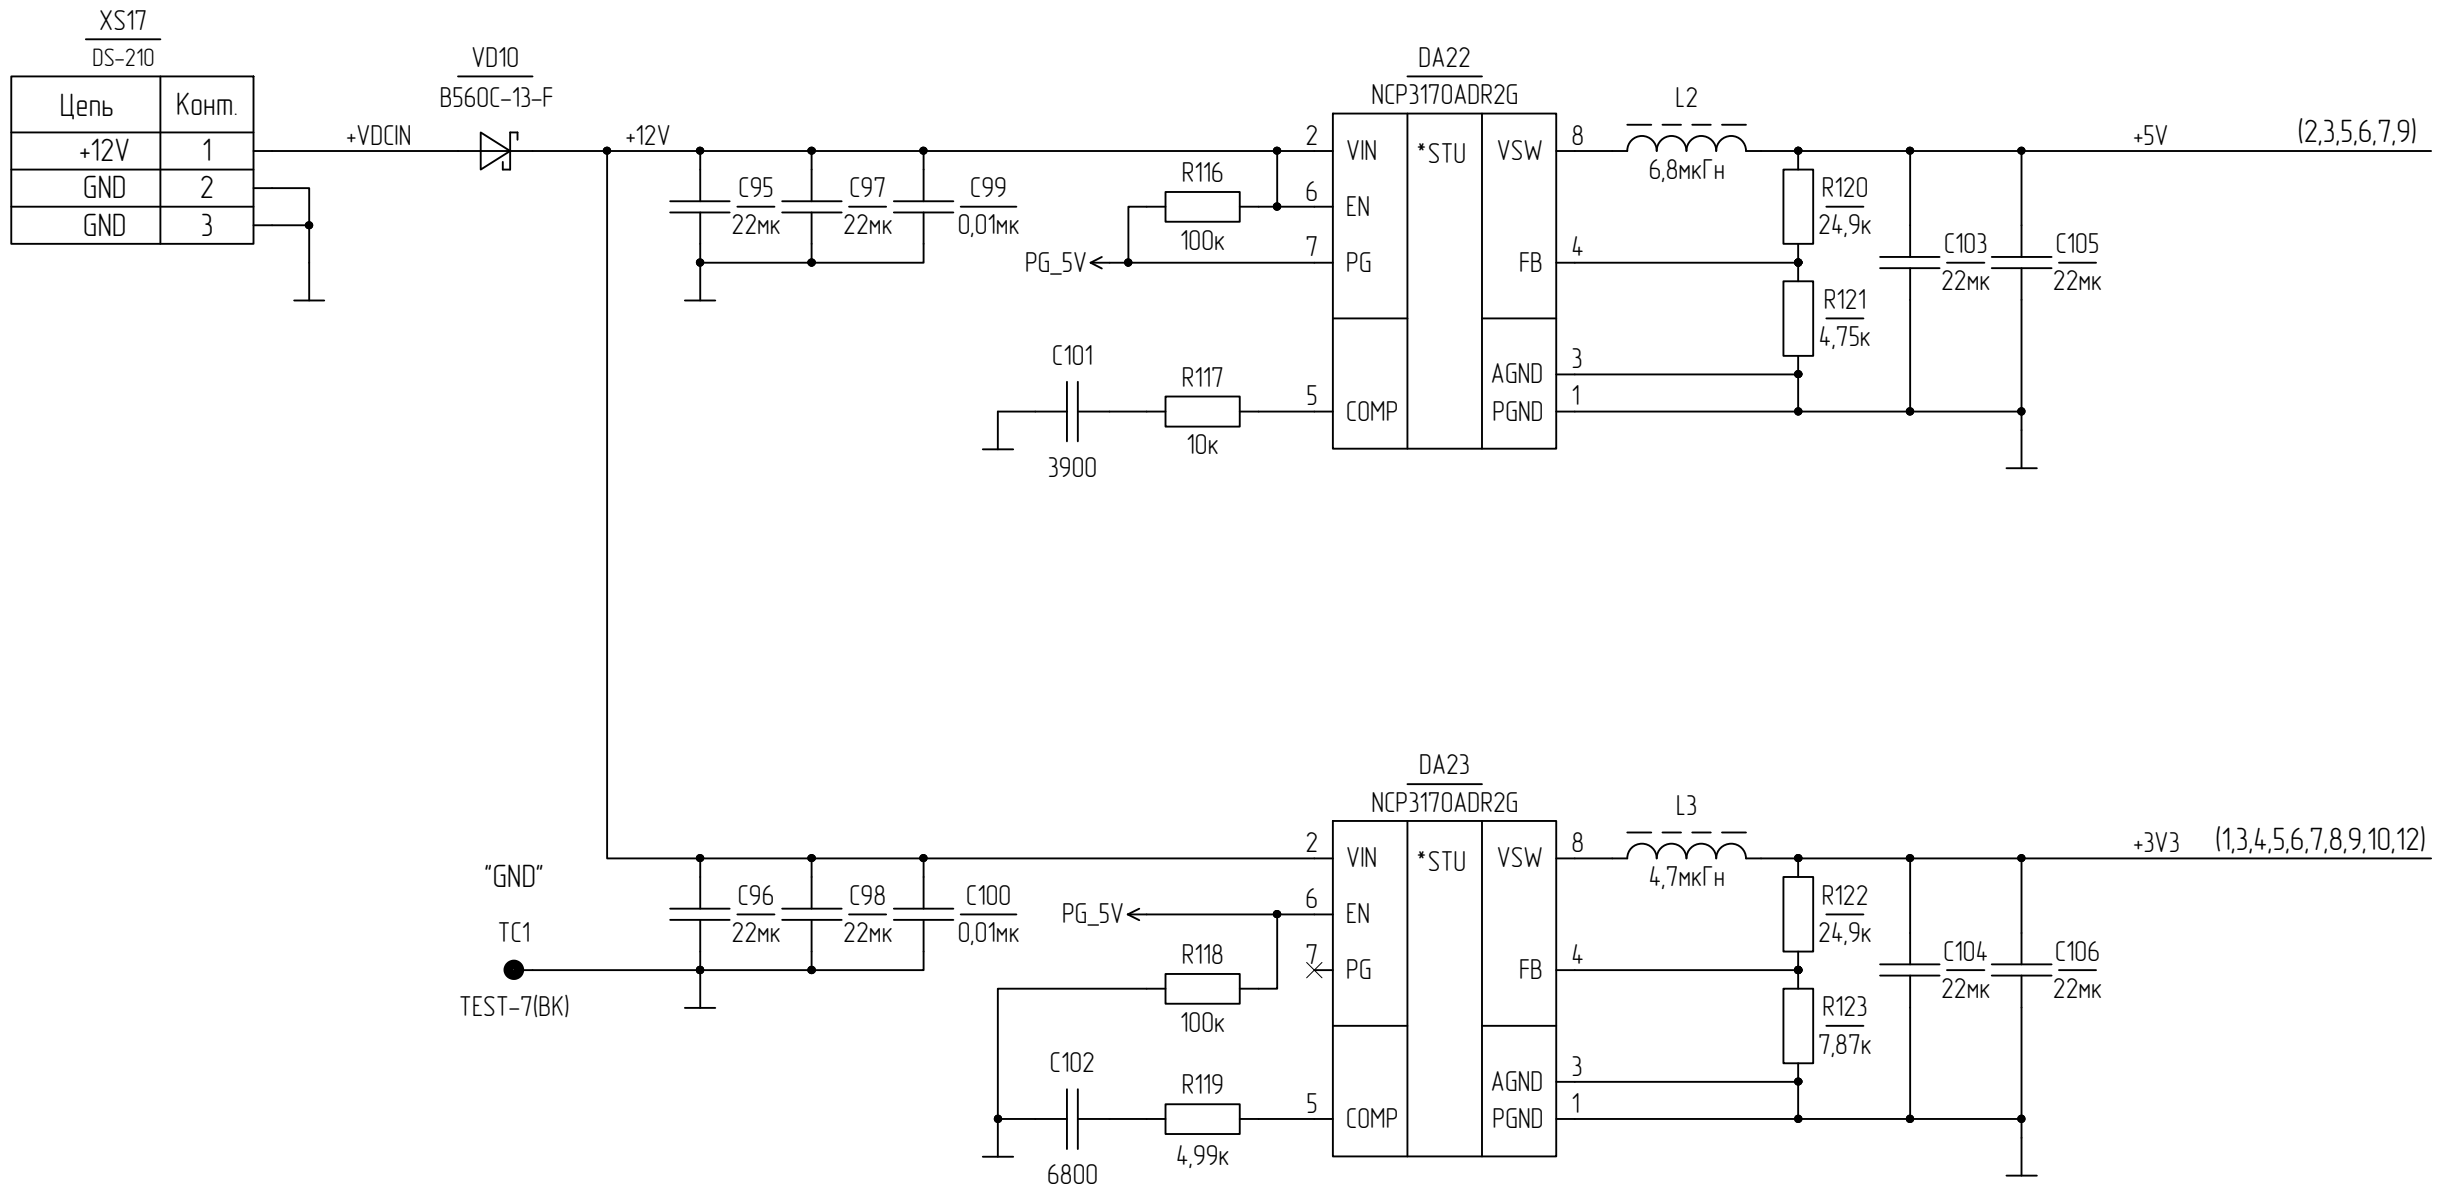 XS17
DS-210
Цепь Конт.
+12V 1
GND 2
GND 3
+VDCIN
VD10
B560C-13-F
+12V
C95
22мк
C97
22мк
C99
0,01мк
R116
100к
PG_5V
C101
3900
R117
10к
DA22
NCP3170ADR2G
2 VIN *STU VSW 8
6 EN
7 PG FB 4
AGND 3
5 COMP PGND 1
L2
6,8мкГн
R120
24,9к
R121
4,75к
C103
22мк
C105
22мк
+5V (2,3,5,6,7,9)
"GND"
TC1
TEST-7(BK)
C96
22мк
C98
22мк
C100
0,01мк
PG_5V
R118
100к
C102
6800
R119
4,99к
DA23
NCP3170ADR2G
2 VIN *STU VSW 8
6 EN
7 PG FB 4
AGND 3
5 COMP PGND 1
L3
4,7мкГн
R122
24,9к
R123
7,87к
C104
22мк
C106
22мк
+3V3 (1,3,4,5,6,7,8,9,10,12)